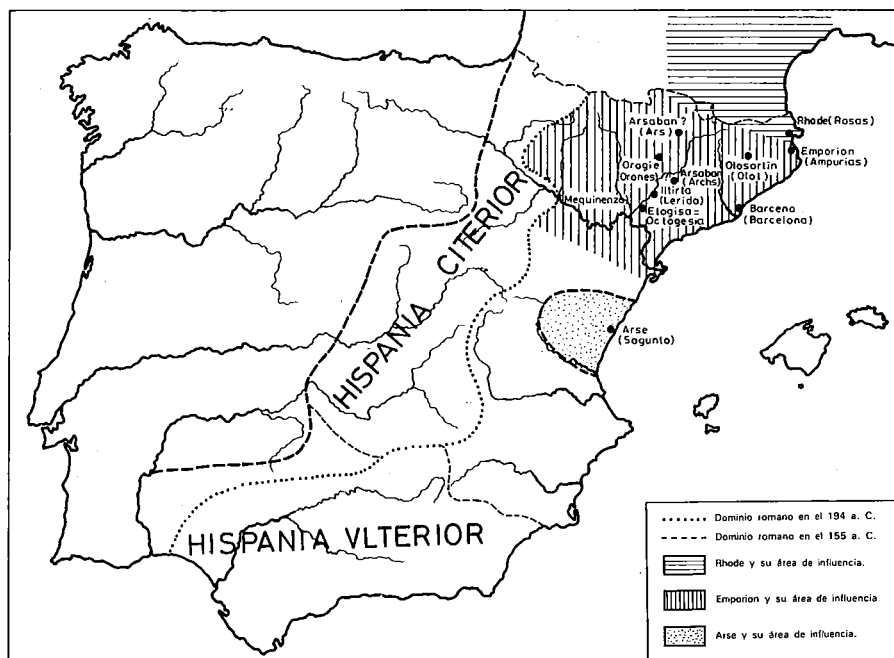 Rhode (Rosas)
Arsaban ?
(Ars)
Emporion
(Ampurias)
Oragie
(Orones)
?
Arsaban
(Archs)
Olosortin
(Olot)
Iltirta
(Lerida)
(Mequinenza)
Elogisa=
Octogesia
Barceno
(Barcelona)
HISPANIA CITERIOR
Arse
(Sagunto)
HISPANIA VLTERIOR
Dominio romano en el 194 a. C.
Dominio romano en el 155 a. C.
Rhode y su área de influencia.
Emporion y su área de influencia
Arse y su área de influencia.